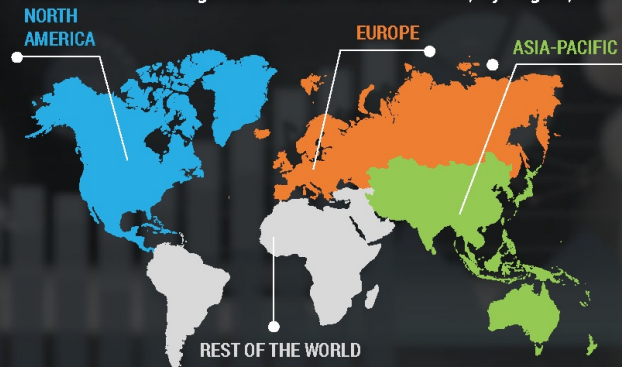 NORTH
AMERICA
EUROPE
ASIA-PACIFIC
REST OF THE WORLD